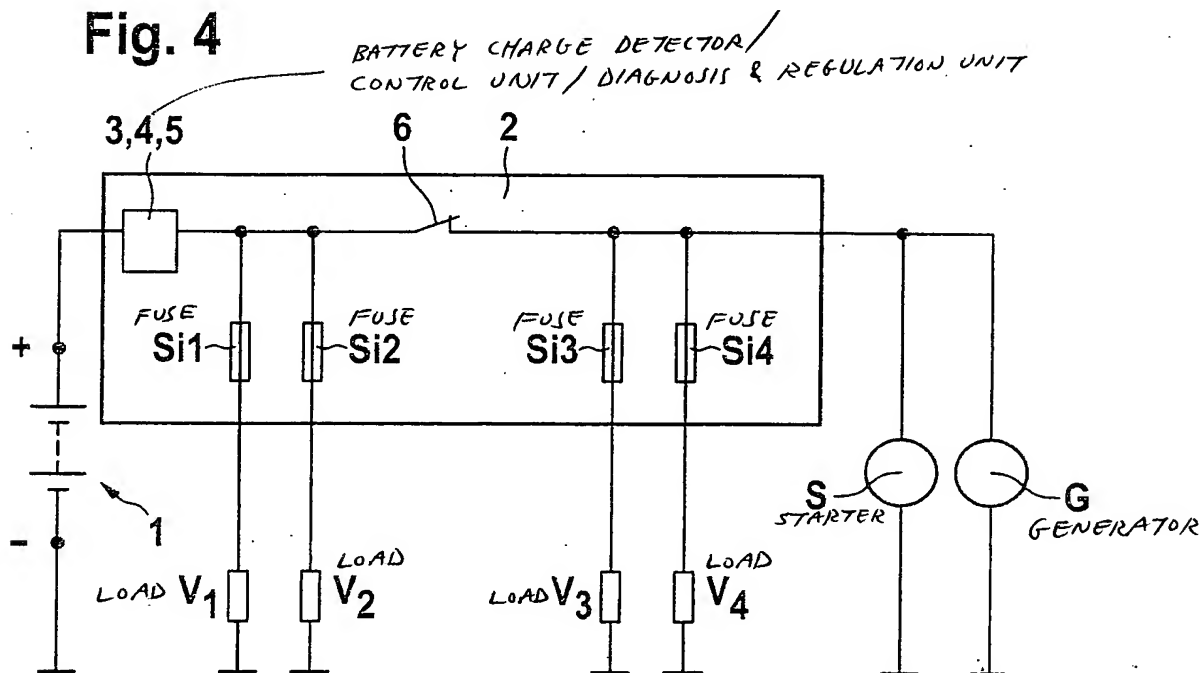 Fig. 4
BATTERY CHARGE DETECTOR/
CONTROL UNIT/DIAGNOSIS & REGULATION UNIT
3,4,5
6
2
FUSE
Si1
FUSE
Si2
FUSE
Si3
FUSE
Si4
+
-
1
LOAD V1
LOAD
V2
LOAD V3
LOAD
V4
S
STARTER
G
GENERATOR